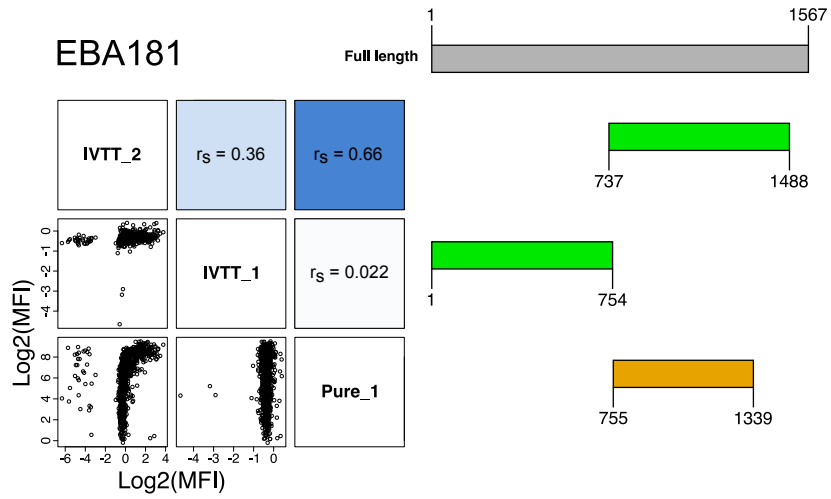 EBA181
1 1567
Full length
IVTT_2
rS = 0.36
rS = 0.66
737 1488
Log2(MFI)
0
-1
-2
-3
-4
IVTT_1
rS = 0.022
1 754
8
6
4
2
0
Pure_1
755 1339
-6 -4 -2 0 2 4
-4 -3 -2 -1 0
Log2(MFI)
Log2(MFI)